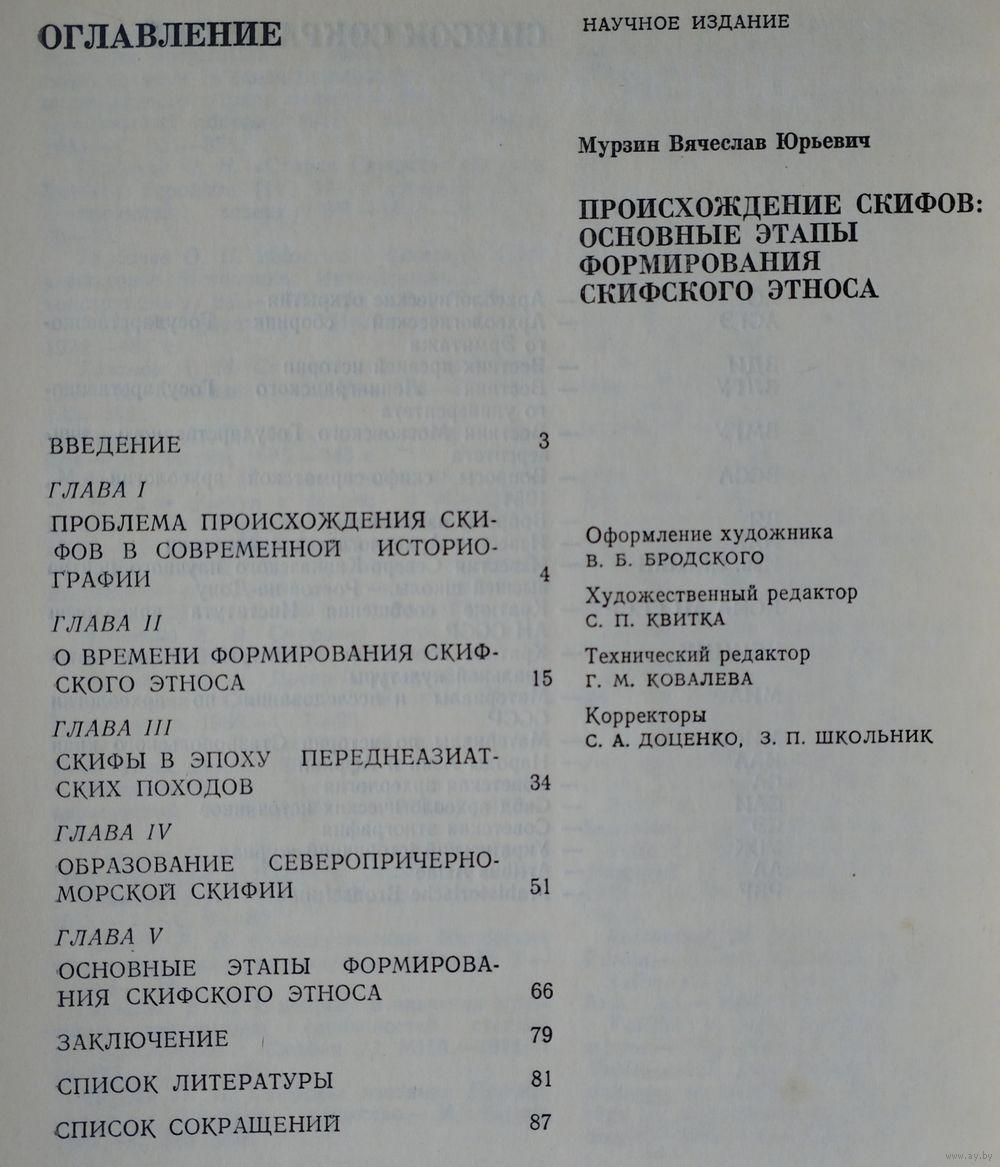 ОГЛАВЛЕНИЕ
ВВЕДЕНИЕ 3
ГЛАВА I
ПРОБЛЕМА ПРОИСХОЖДЕНИЯ СКИ-
ФОВ В СОВРЕМЕННОЙ ИСТОРИО-
ГРАФИИ 4
ГЛАВА II
О ВРЕМЕНИ ФОРМИРОВАНИЯ СКИФ-
СКОГО ЭТНОСА 15
ГЛАВА III
СКИФЫ В ЭПОХУ ПЕРЕДНЕАЗИАТ-
СКИХ ПОХОДОВ 34
ГЛАВА IV
ОБРАЗОВАНИЕ СЕВЕРОПРИЧЕРНО-
МОРСКОЙ СКИФИИ 51
ГЛАВА V
ОСНОВНЫЕ ЭТАПЫ ФОРМИРОВА-
НИЯ СКИФСКОГО ЭТНОСА 66
ЗАКЛЮЧЕНИЕ 79
СПИСОК ЛИТЕРАТУРЫ 81
СПИСОК СОКРАЩЕНИЙ 87
НАУЧНОЕ ИЗДАНИЕ
Мурзин Вячеслав Юрьевич
ПРОИСХОЖДЕНИЕ СКИФОВ:
ОСНОВНЫЕ ЭТАПЫ
ФОРМИРОВАНИЯ
СКИФСКОГО ЭТНОСА
Оформление художника
В. Б. БРОДСКОГО
Художественный редактор
С. П. КВИТКА
Технический редактор
Г. М. КОВАЛЕВА
Корректоры
С. А. ДОЦЕНКО, З. П. ШКОЛЬНИК
www.ay.by